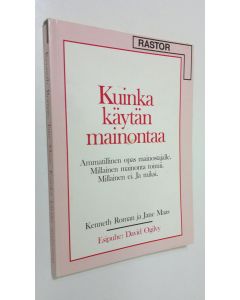 RASTOR
Kuinka
käytän
mainontaa
Ammatillinen opas mainostajalle.
Millainen mainonta toimii.
Millainen ei. Ja miksi.
Kenneth Roman ja Jane Maas
Esipuhe: David Ogilvy